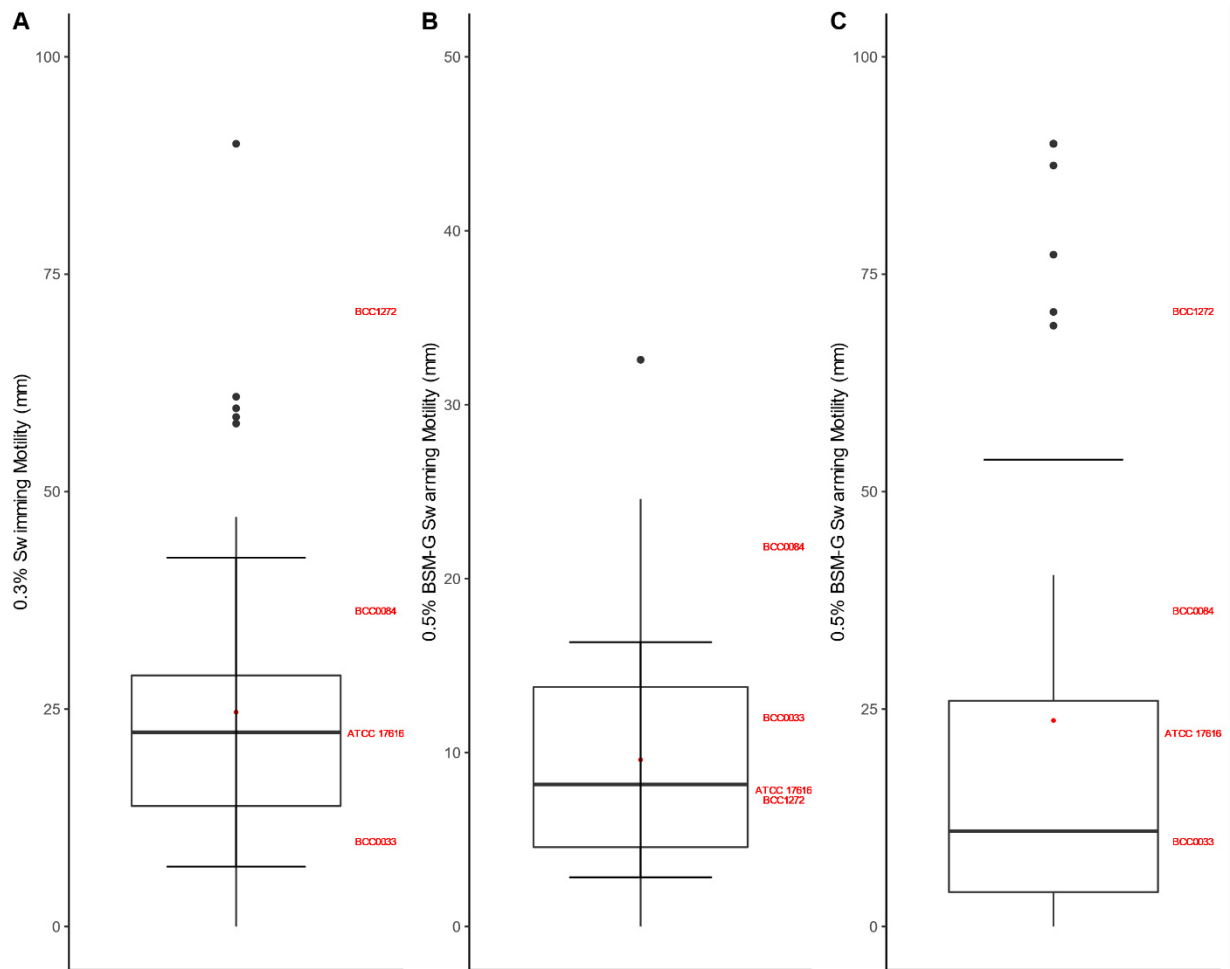 A
0.3% Swimming Motility (mm)
100
75
50
25
0
BCC1272
BCC0084
ATCC 17616
BCC0033
B
0.5% BSM-G Swarming Motility (mm)
50
40
30
20
10
0
BCC0084
BCC0033
ATCC 17616
BCC1272
C
0.5% BSM-G Swarming Motility (mm)
100
75
50
25
0
BCC1272
BCC0084
ATCC 17616
BCC0033